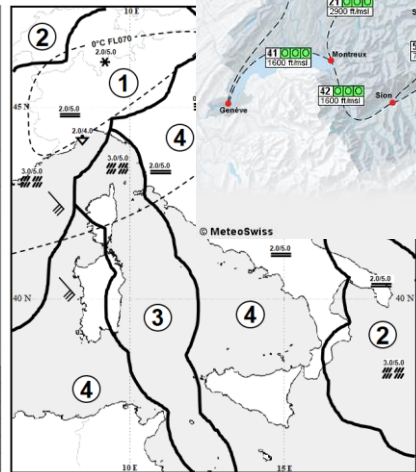 10 E
21
2900 ft/msl
2
0°C FL070
2.0/5.0
1
41
1600 ft/msl
Montreux
42
1600 ft/msl
Sion
Genève
45 N
2.0/5.0
4
2.0/4.0
3.0/5.0
3.0/5.0
2.0/5.0
© MeteoSwiss
2.0/5.0
2.0/5.0
40 N
3
4
40 N
2
3.0/5.0
4
10 E
15 E